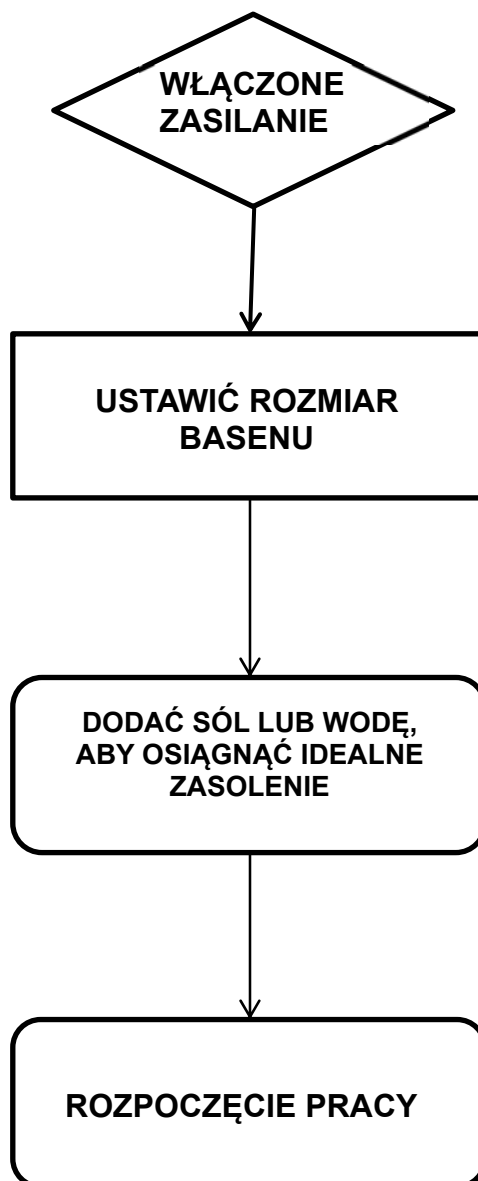 WŁĄCZONE
ZASILANIE
USTAWIĆ ROZMIAR
BASENU
DODAĆ SÓL LUB WODĘ,
ABY OSIĄGNĄĆ IDEALNE
ZASOLENIE
ROZPOCZĘCIE PRACY